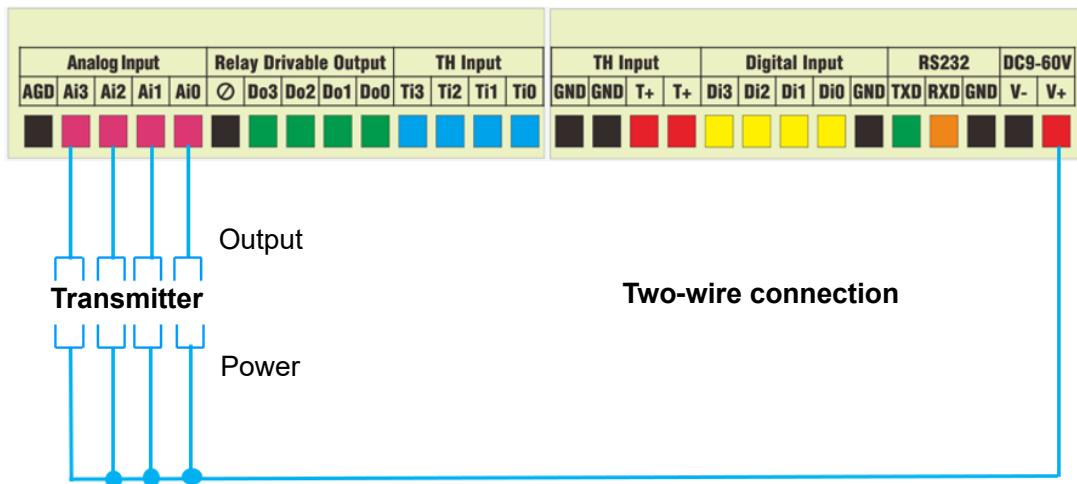 Analog Input Relay Drivable Output TH Input TH Input Digital Input RS232 DC9-60V
AGD Ai3 Ai2 Ai1 Ai0 ⊘ Do3 Do2 Do1 Do0 Ti3 Ti2 Ti1 Ti0 GND GND T+ T+ Di3 Di2 Di1 Di0 GND TXD RXD GND V- V+
Output
Transmitter
Two-wire connection
Power